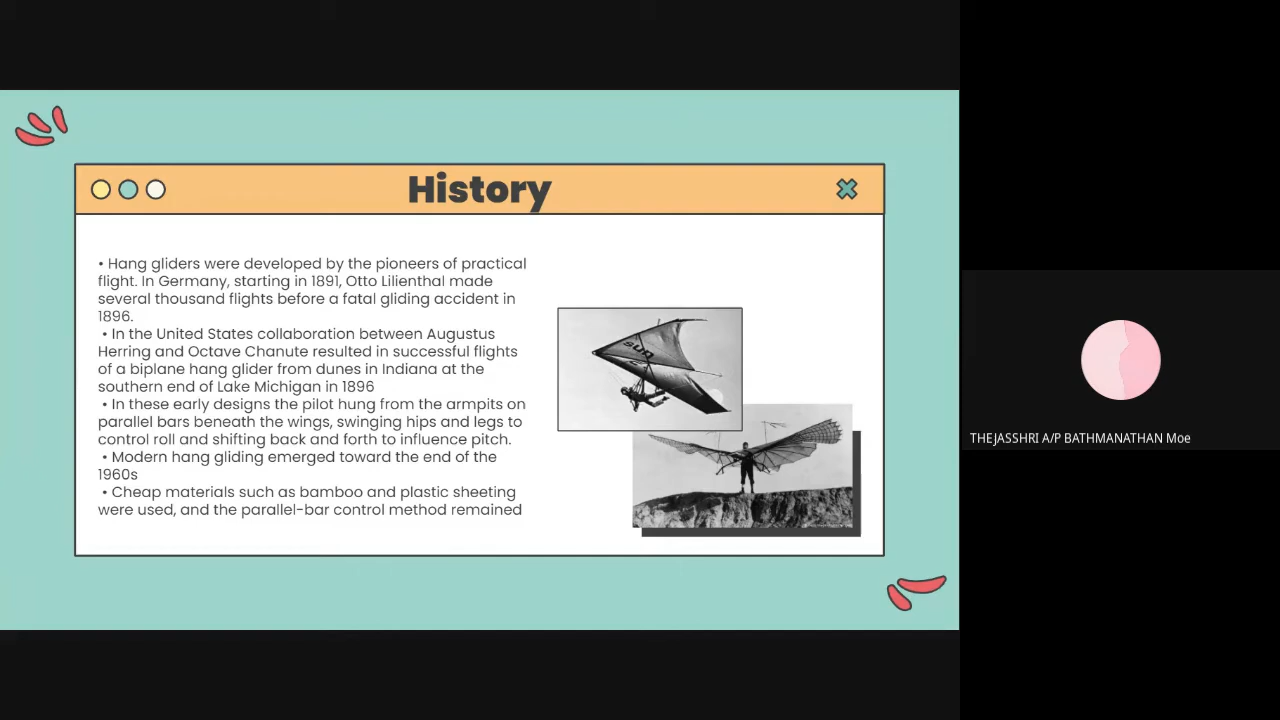 History
• Hang gliders were developed by the pioneers of practical
flight. In Germany, starting in 1891, Otto Lilienthal made
several thousand flights before a fatal gliding accident in
1896.
• In the United States collaboration between Augustus
Herring and Octave Chanute resulted in successful flights
of a biplane hang glider from dunes in Indiana at the
southern end of Lake Michigan in 1896
• In these early designs the pilot hung from the armpits on
parallel bars beneath the wings, swinging hips and legs to
control roll and shifting back and forth to influence pitch.
• Modern hang gliding emerged toward the end of the
1960s
• Cheap materials such as bamboo and plastic sheeting
were used, and the parallel-bar control method remained
sun
THEJASSHRI A/P BATHMANATHAN Moe